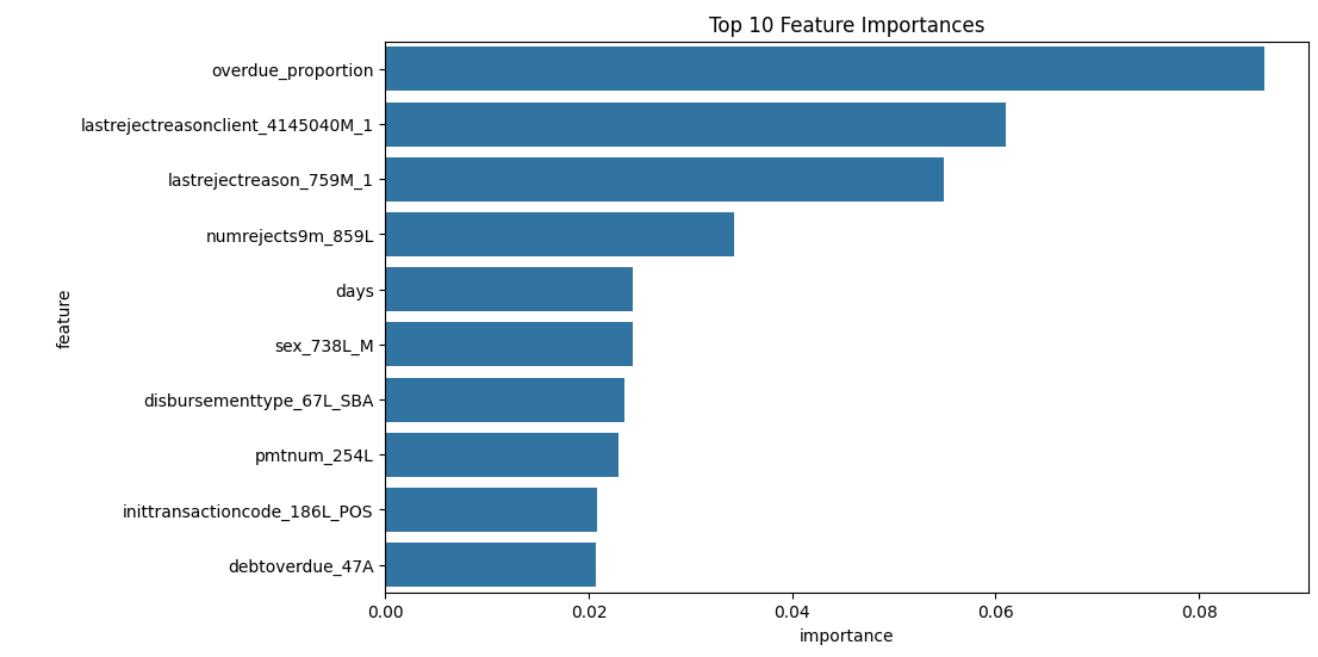 Top 10 Feature Importances
feature
overdue_proportion
lastrejectreasonclient_4145040M_1
lastrejectreason_759M_1
numrejects9m_859L
days
sex_738L_M
disbursementtype_67L_SBA
pmtnum_254L
inittransactioncode_186L_POS
debtoverdue_47A
0.00 0.02 0.04 0.06 0.08
importance